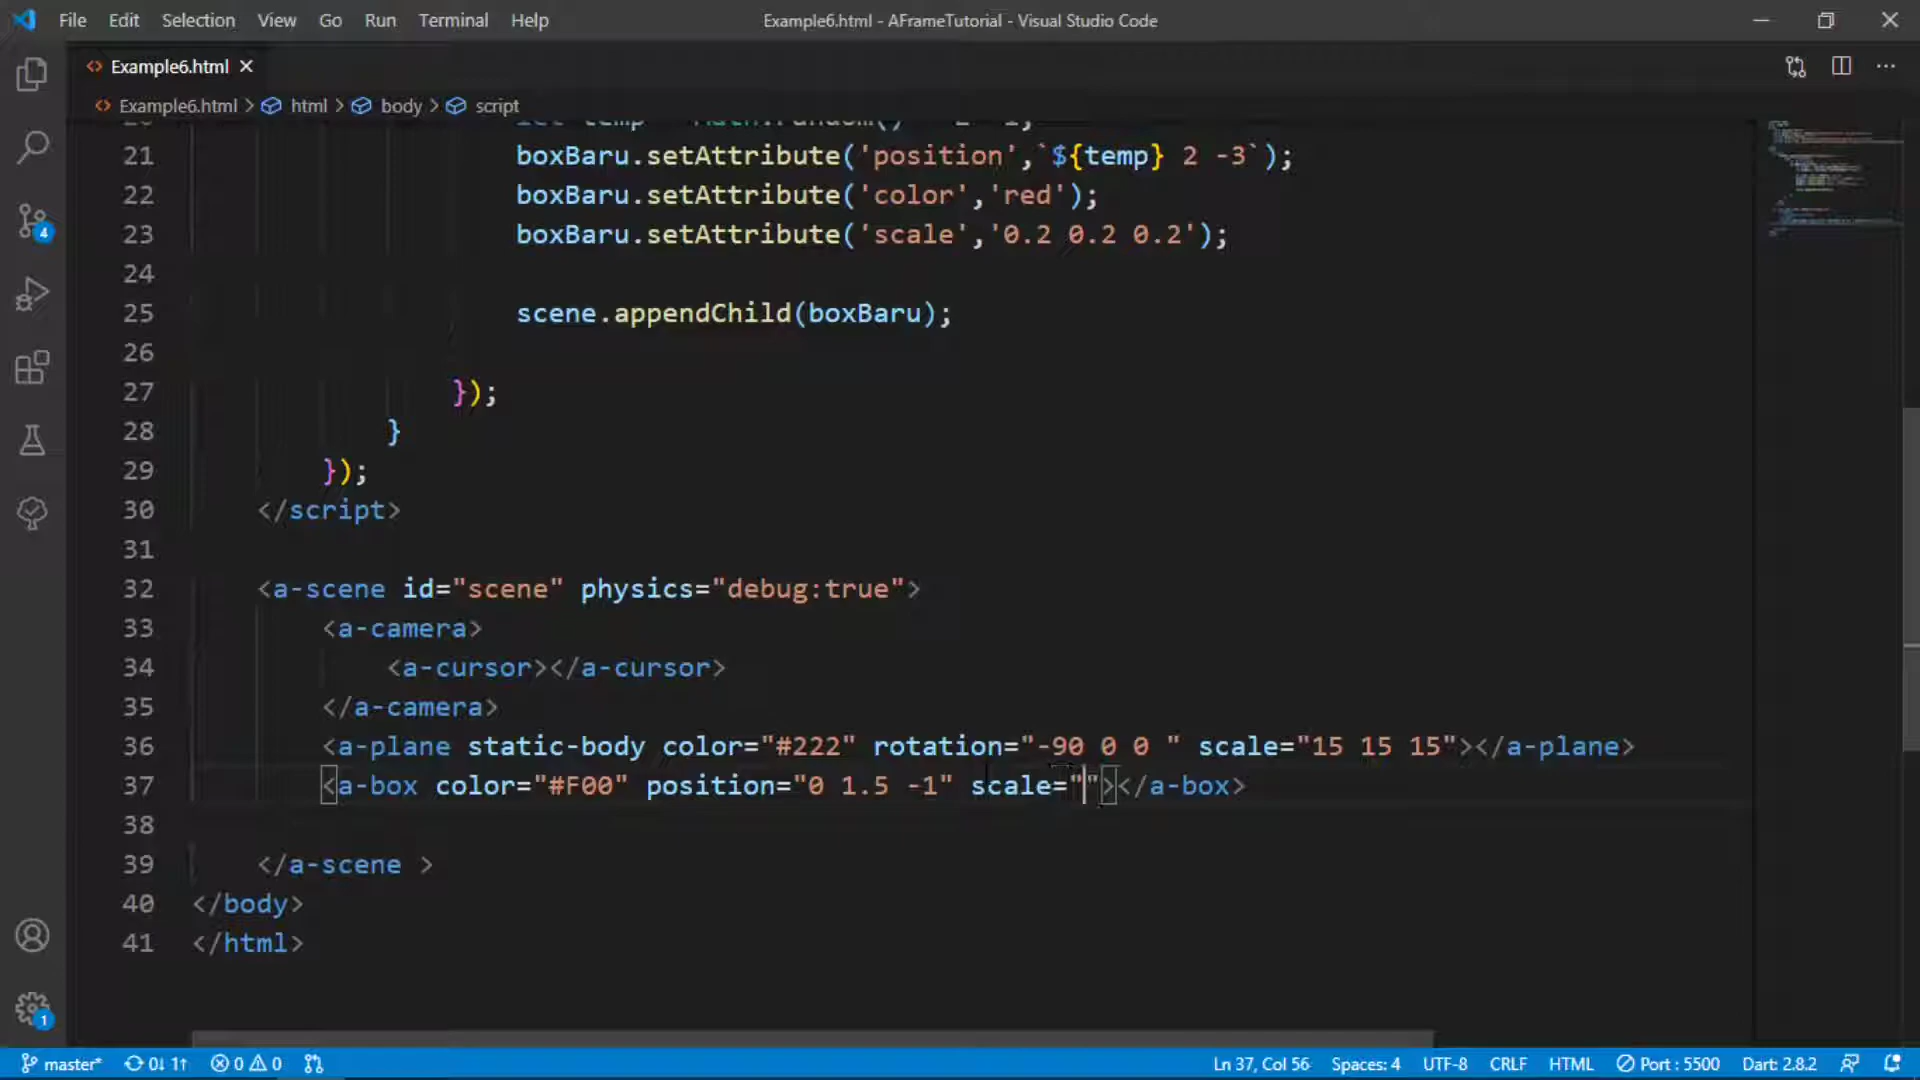 File Edit Selection View Go Run Terminal Help
Example6.html - AFrameTutorial - Visual Studio Code
Example6.html
Example6.html > html > body > script
21 boxBaru.setAttribute('position',`${temp} 2 -3`);
22 boxBaru.setAttribute('color','red');
23 boxBaru.setAttribute('scale','0.2 0.2 0.2');
24
25 scene.appendChild(boxBaru);
26
27 });
28 }
29 });
30 </script>
31
32 <a-scene id="scene" physics="debug:true">
33 <a-camera>
34 <a-cursor></a-cursor>
35 </a-camera>
36 <a-plane static-body color="#222" rotation="-90 0 0 " scale="15 15 15"></a-plane>
37 <a-box color="#F00" position="0 1.5 -1" scale=""></a-box>
38
39 </a-scene >
40 </body>
41 </html>
4
1
master* 0↓ 1↑ 0 0 Ln 37, Col 56 Spaces: 4 UTF-8 CRLF HTML Port : 5500 Dart: 2.8.2